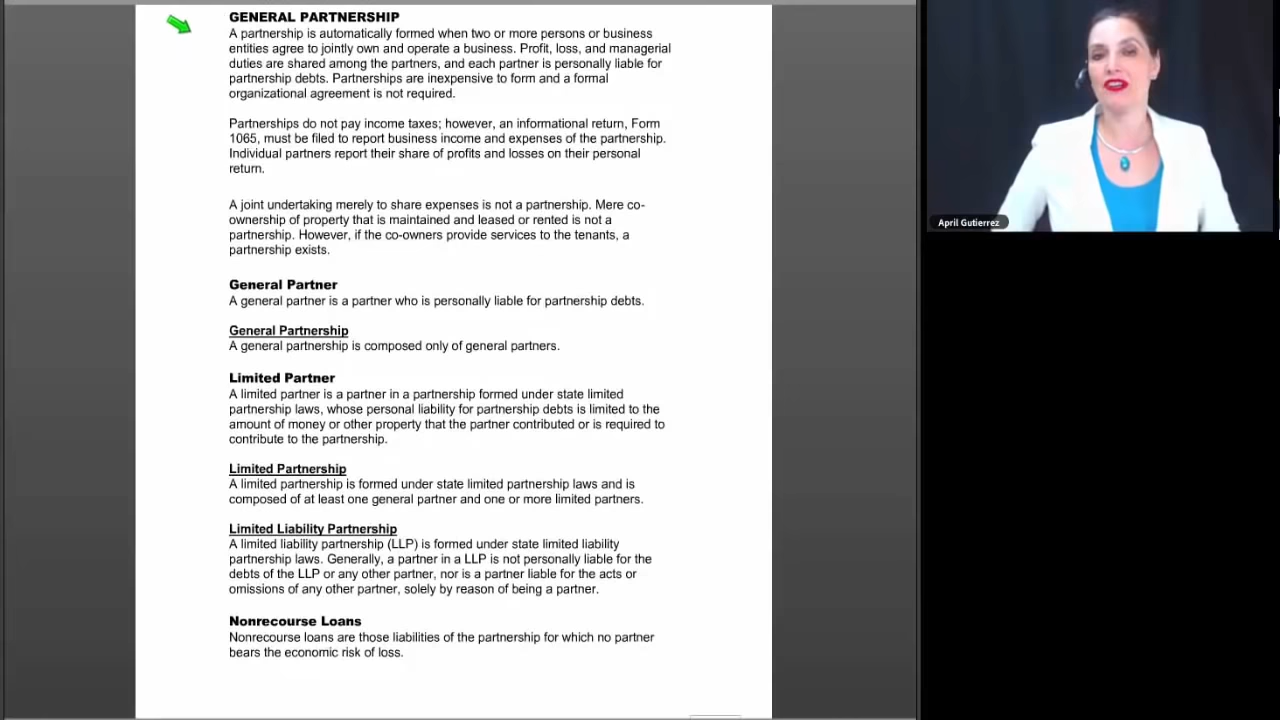 GENERAL PARTNERSHIP
A partnership is automatically formed when two or more persons or business
entities agree to jointly own and operate a business. Profit, loss, and managerial
duties are shared among the partners, and each partner is personally liable for
partnership debts. Partnerships are inexpensive to form and a formal
organizational agreement is not required.
Partnerships do not pay income taxes; however, an informational return, Form
1065, must be filed to report business income and expenses of the partnership.
Individual partners report their share of profits and losses on their personal
return.
A joint undertaking merely to share expenses is not a partnership. Mere co-
ownership of property that is maintained and leased or rented is not a
partnership. However, if the co-owners provide services to the tenants, a
partnership exists.
General Partner
A general partner is a partner who is personally liable for partnership debts.
General Partnership
A general partnership is composed only of general partners.
Limited Partner
A limited partner is a partner in a partnership formed under state limited
partnership laws, whose personal liability for partnership debts is limited to the
amount of money or other property that the partner contributed or is required to
contribute to the partnership.
Limited Partnership
A limited partnership is formed under state limited partnership laws and is
composed of at least one general partner and one or more limited partners.
Limited Liability Partnership
A limited liability partnership (LLP) is formed under state limited liability
partnership laws. Generally, a partner in a LLP is not personally liable for the
debts of the LLP or any other partner, nor is a partner liable for the acts or
omissions of any other partner, solely by reason of being a partner.
Nonrecourse Loans
Nonrecourse loans are those liabilities of the partnership for which no partner
bears the economic risk of loss.
April Gutierrez